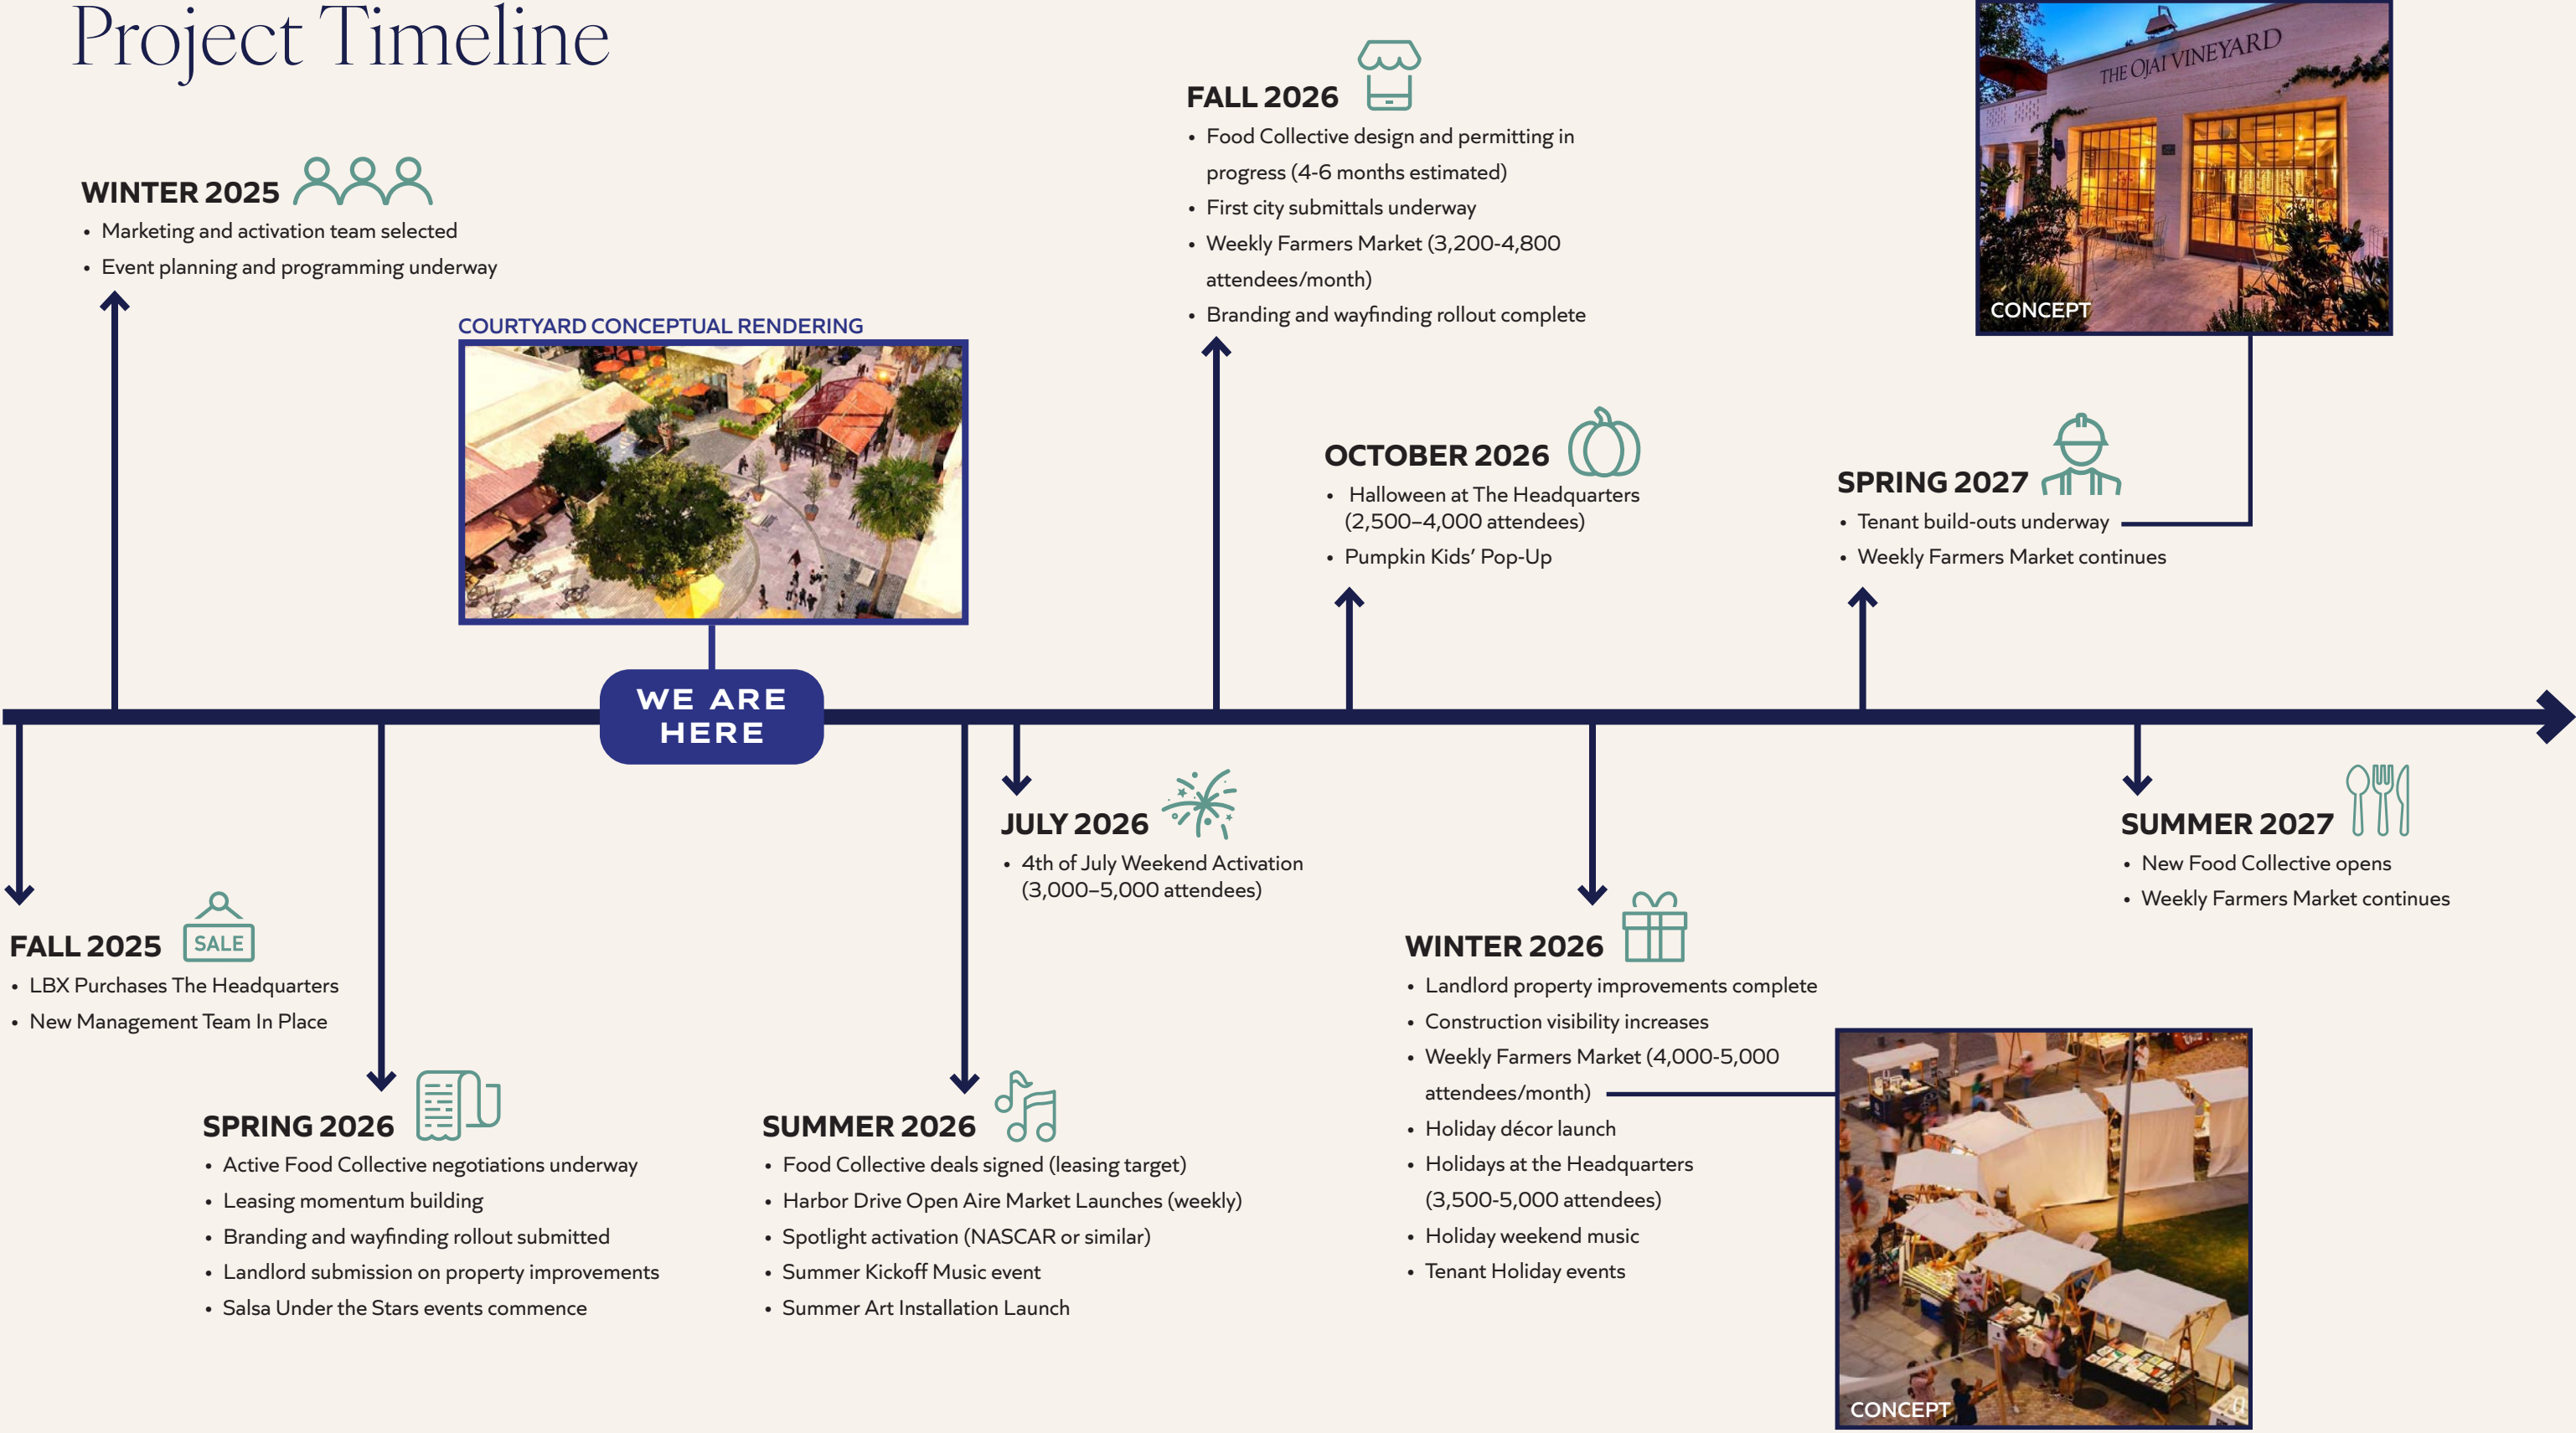 Project Timeline
WINTER 2025
• Marketing and activation team selected
• Event planning and programming underway
COURTYARD CONCEPTUAL RENDERING
FALL 2026
• Food Collective design and permitting in
progress (4-6 months estimated)
• First city submittals underway
• Weekly Farmers Market (3,200-4,800
attendees/month)
• Branding and wayfinding rollout complete
THE OJAI VINEYARD
CONCEPT
OCTOBER 2026
• Halloween at The Headquarters
(2,500–4,000 attendees)
• Pumpkin Kids' Pop-Up
SPRING 2027
• Tenant build-outs underway
• Weekly Farmers Market continues
WE ARE
HERE
FALL 2025
SALE
• LBX Purchases The Headquarters
• New Management Team In Place
SPRING 2026
• Active Food Collective negotiations underway
• Leasing momentum building
• Branding and wayfinding rollout submitted
• Landlord submission on property improvements
• Salsa Under the Stars events commence
SUMMER 2026
• Food Collective deals signed (leasing target)
• Harbor Drive Open Aire Market Launches (weekly)
• Spotlight activation (NASCAR or similar)
• Summer Kickoff Music event
• Summer Art Installation Launch
JULY 2026
• 4th of July Weekend Activation
(3,000–5,000 attendees)
WINTER 2026
• Landlord property improvements complete
• Construction visibility increases
• Weekly Farmers Market (4,000-5,000
attendees/month)
• Holiday décor launch
• Holidays at the Headquarters
(3,500-5,000 attendees)
• Holiday weekend music
• Tenant Holiday events
CONCEPT
SUMMER 2027
• New Food Collective opens
• Weekly Farmers Market continues